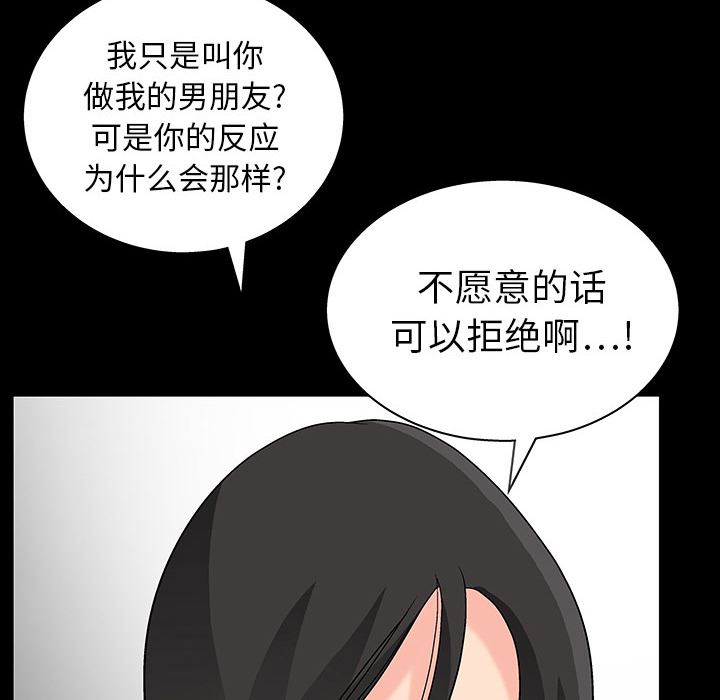 我只是叫你
做我的男朋友?
可是你的反应
为什么会那样?
不愿意的话
可以拒绝啊...!